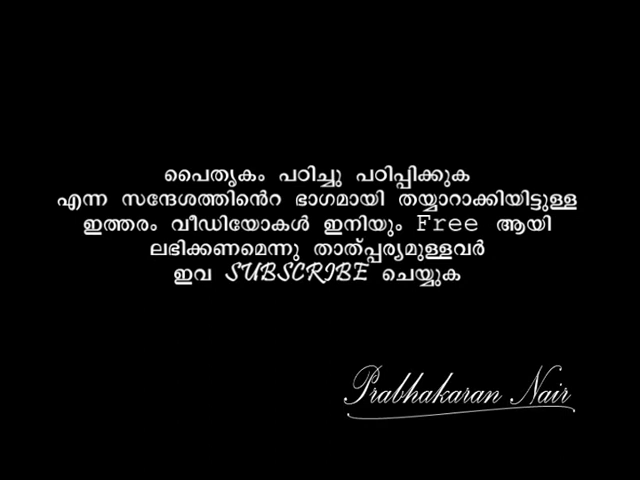 പൈതൃകം പഠിച്ചു പഠിപ്പിക്കുക
എന്ന സന്ദേശത്തിൻെറ ഭാഗമായി തയ്യാറാക്കിയിട്ടുള്ള
ഇത്തരം വീഡിയോകൾ ഇനിയും Free ആയി
ലഭിക്കണമെന്നു താത്പ്പര്യമുള്ളവർ
ഇവ SUBSCRIBE ചെയ്യുക
Prabhakaran Nair